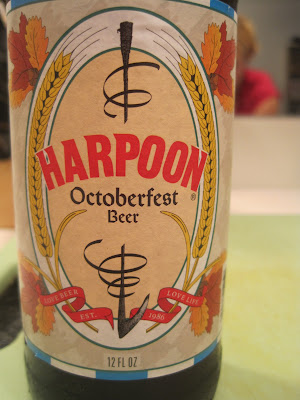 HARPOON®
Octoberfest
Beer
LOVE BEER
LOVE LIFE
EST.
1986
12 FL OZ